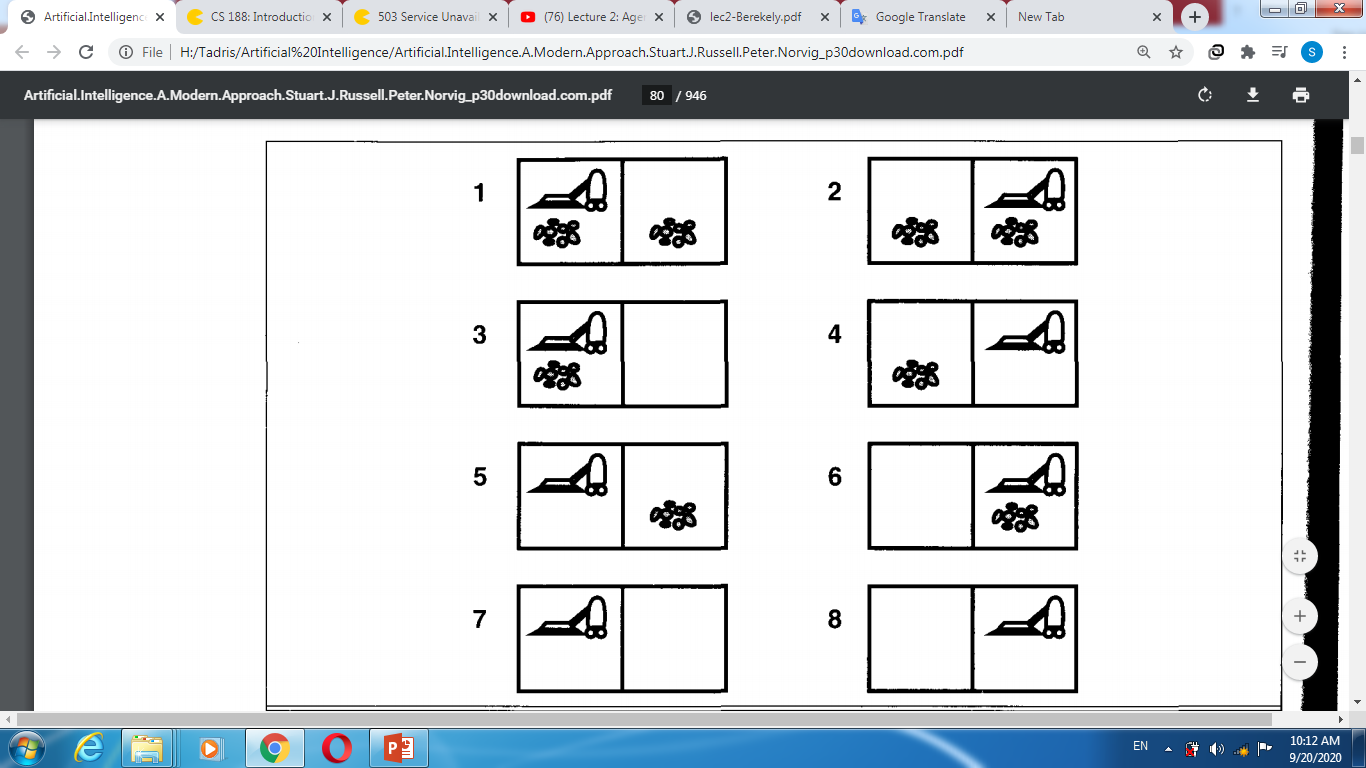 Artificial.Intelligence.A
CS 188: Introduction
503 Service Unavai
(76) Lecture 2: Age
lec2-Berekely.pdf
Google Translate
New Tab
File
H:/Tadris/Artificial%20Intelligence/Artificial.Intelligence.A.Modern.Approach.Stuart.J.Russell.Peter.Norvig_p30download.com.pdf
S
Artificial.Intelligence.A.Modern.Approach.Stuart.J.Russell.Peter.Norvig_p30download.com.pdf
80 / 946
1
2
3
4
5
6
7
8
EN
10:12 AM
9/20/2020